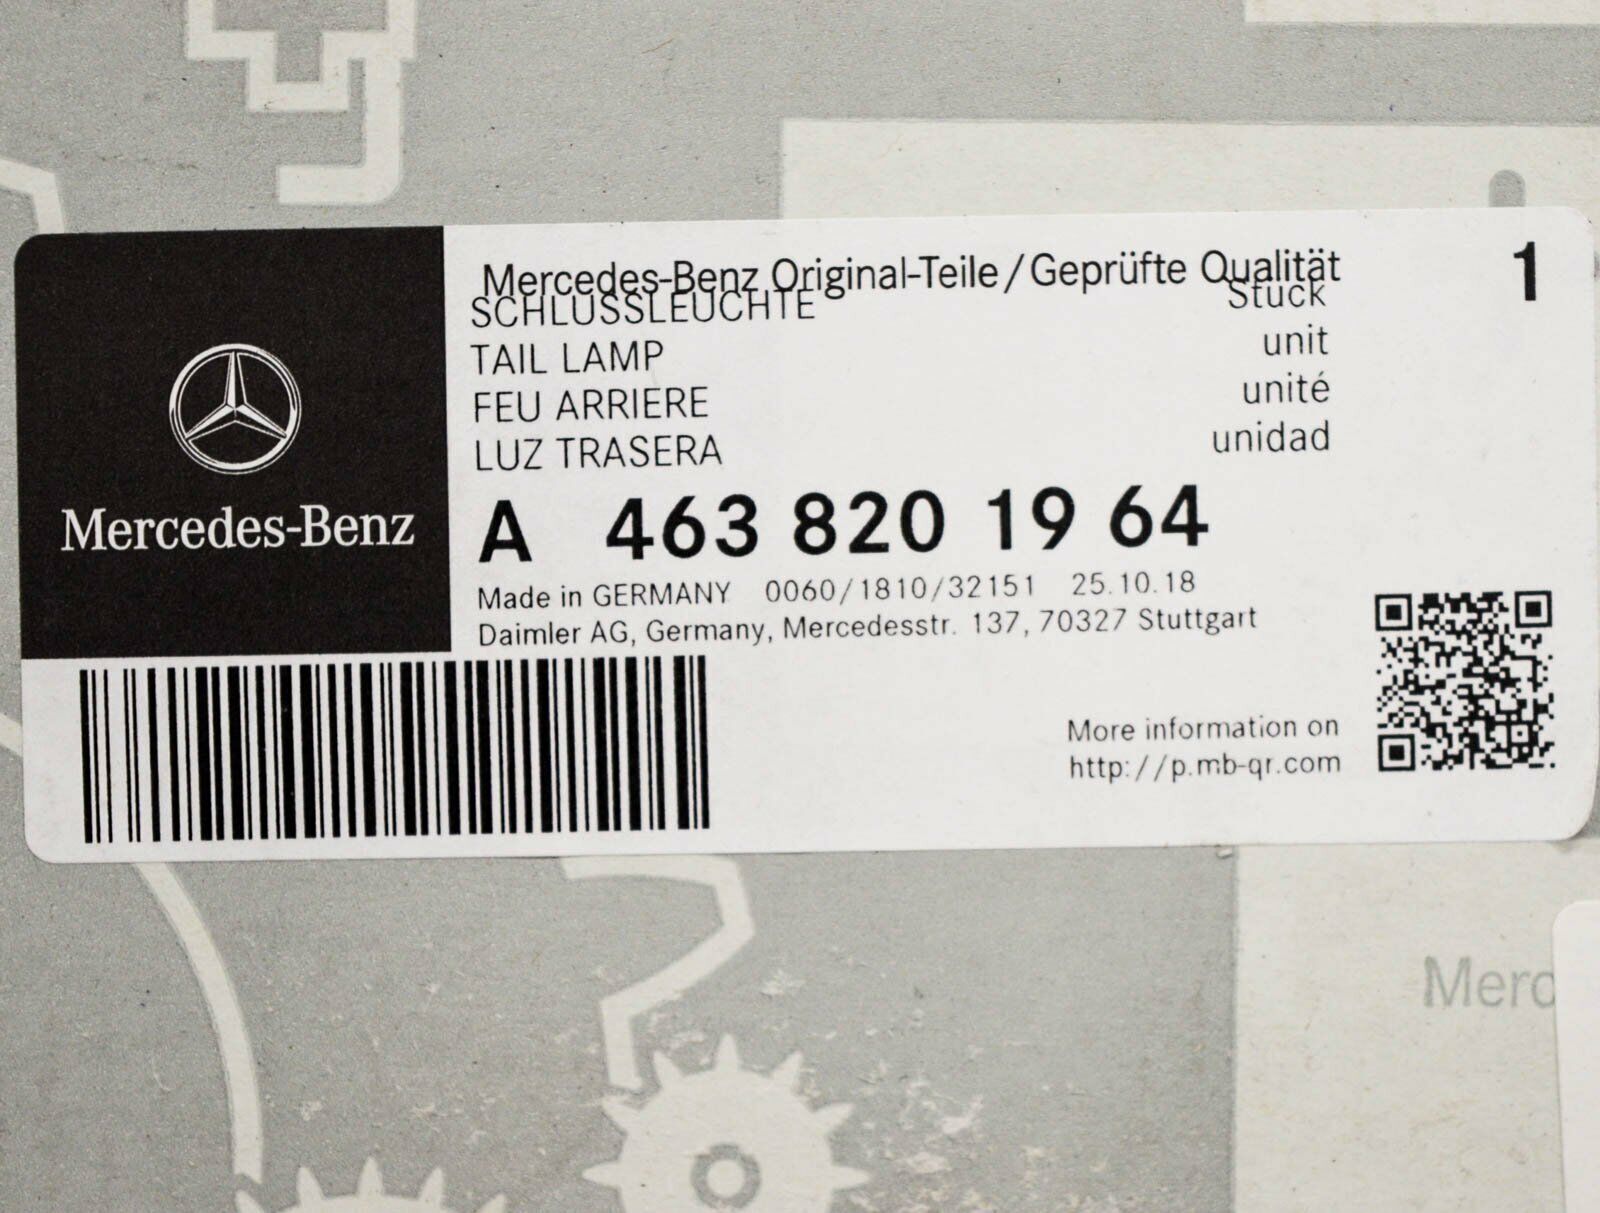 Mercedes-Benz Original-Teile/Geprüfte Qualität 1
SCHLUSSLEUCHTE Stück
TAIL LAMP unit
FEU ARRIERE unité
LUZ TRASERA unidad
A 463 820 19 64
Mercedes-Benz
Made in GERMANY 0060/1810/32151 25.10.18
Daimler AG, Germany, Mercedesstr. 137, 70327 Stuttgart
More information on
http://p.mb-qr.com
Merc